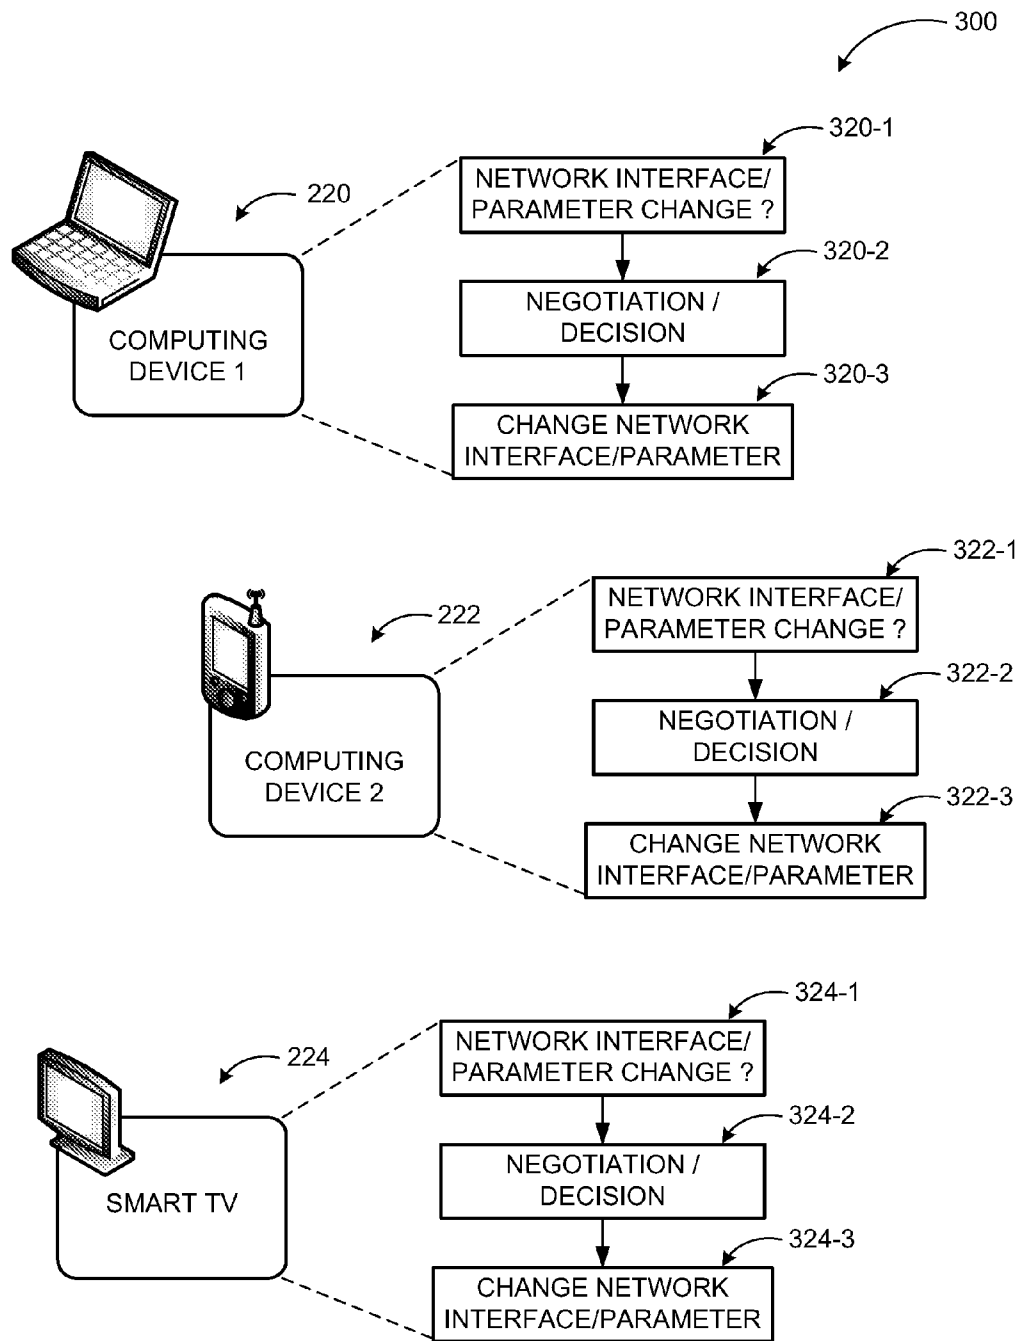 300
320-1
NETWORK INTERFACE/
PARAMETER CHANGE ?
220
320-2
NEGOTIATION /
DECISION
COMPUTING
DEVICE 1
320-3
CHANGE NETWORK
INTERFACE/PARAMETER
322-1
NETWORK INTERFACE/
PARAMETER CHANGE ?
222
322-2
NEGOTIATION /
DECISION
COMPUTING
DEVICE 2
322-3
CHANGE NETWORK
INTERFACE/PARAMETER
324-1
NETWORK INTERFACE/
PARAMETER CHANGE ?
224
324-2
NEGOTIATION /
DECISION
SMART TV
324-3
CHANGE NETWORK
INTERFACE/PARAMETER